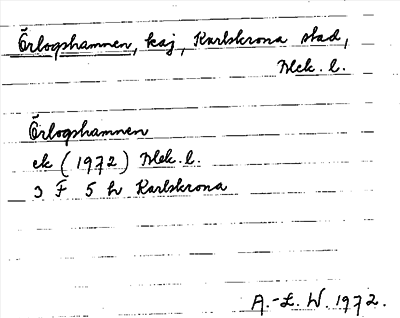 Örlogshamnen, kaj, Karlskrona stad,
Blek. l.
Örlogshamnen
ek (1972) Blek. l.
3 F 5 h Karlskrona
A.-L. W. 1972.